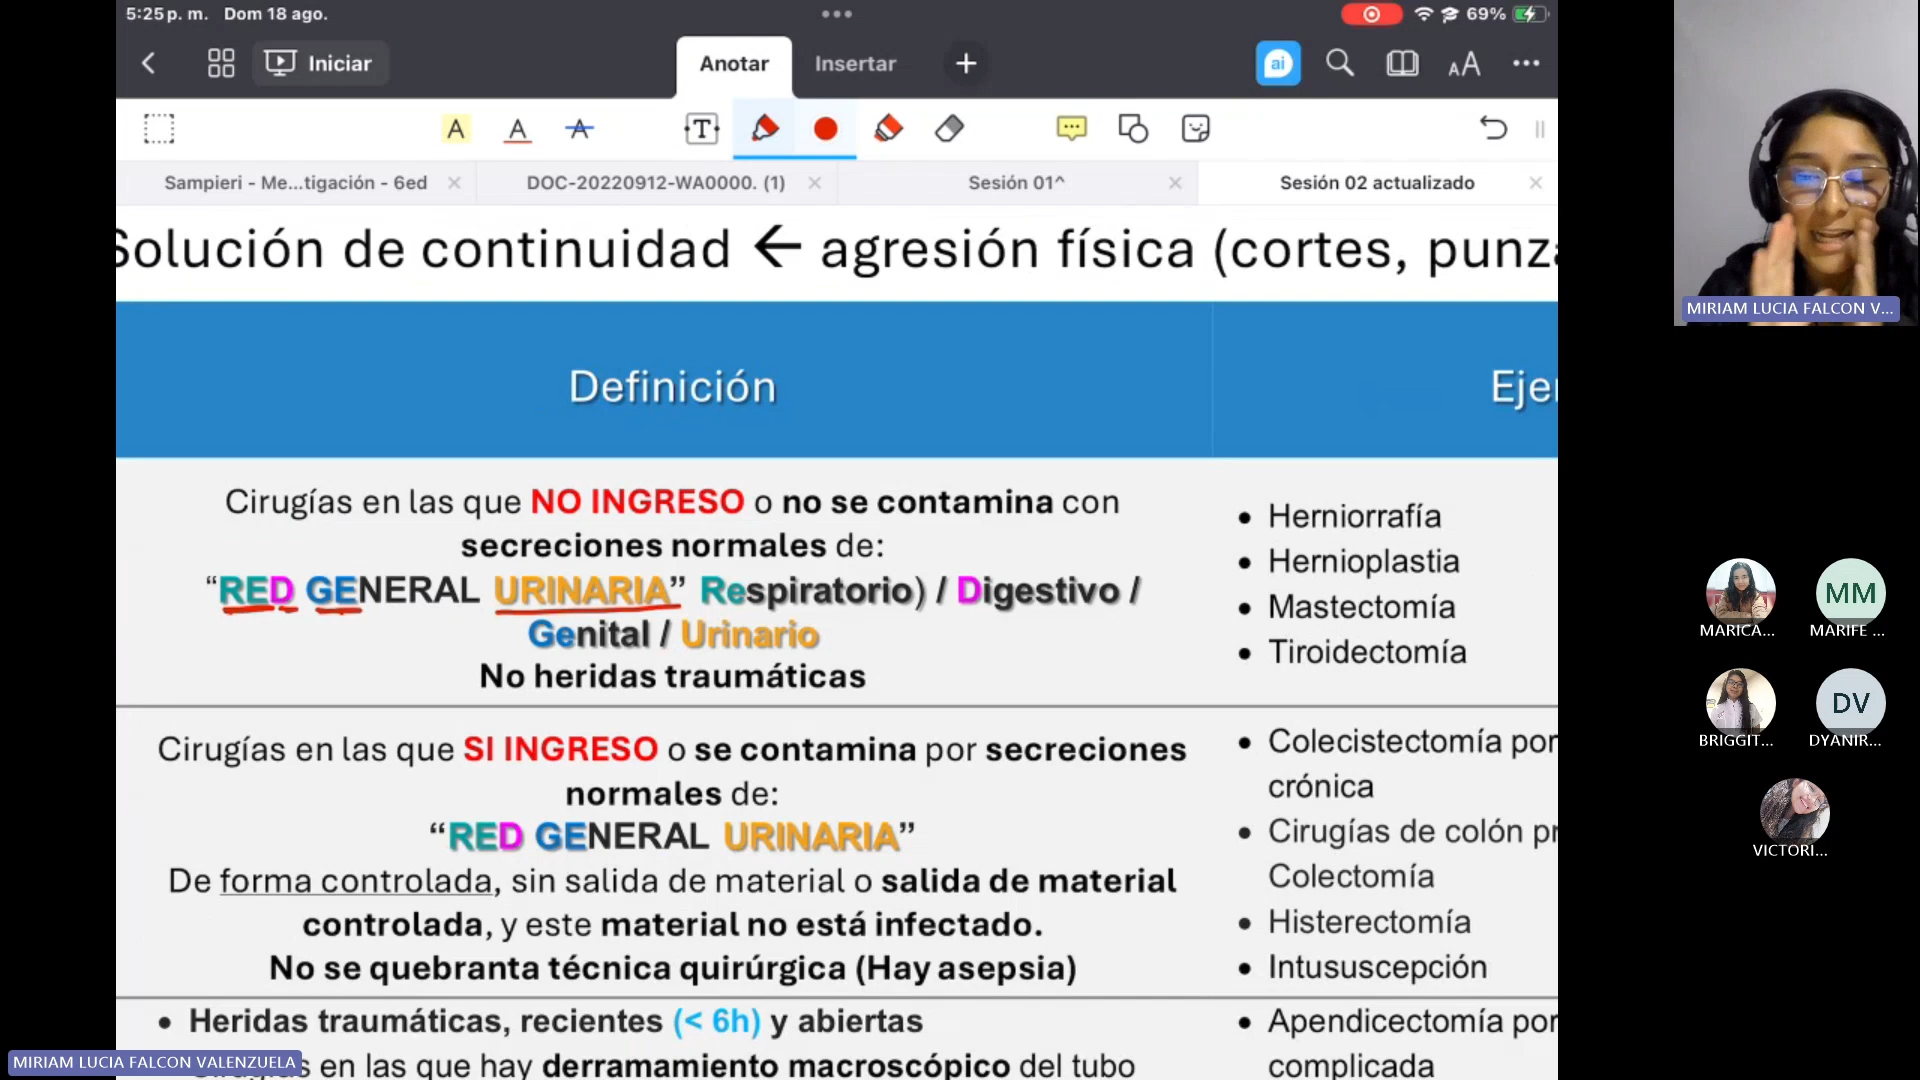 5:25 p. m. Dom 18 ago.
69%
Iniciar
Anotar
Insertar
ai
AA
A A A T
Sampieri - Me...tigación - 6ed
DOC-20220912-WA0000. (1)
Sesión 01^
Sesión 02 actualizado
Solución de continuidad ← agresión física (cortes, punza
Definición
Eje
Cirugías en las que NO INGRESO o no se contamina con
secreciones normales de:
“RED GENERAL URINARIA” Respiratorio) / Digestivo /
Genital / Urinario
No heridas traumáticas
• Herniorrafía
• Hernioplastia
• Mastectomía
• Tiroidectomía
Cirugías en las que SI INGRESO o se contamina por secreciones
normales de:
“RED GENERAL URINARIA”
De forma controlada, sin salida de material o salida de material
controlada, y este material no está infectado.
No se quebranta técnica quirúrgica (Hay asepsia)
• Colecistectomía por
crónica
• Cirugías de colón pr
Colectomía
• Histerectomía
• Intususcepción
• Heridas traumáticas, recientes (< 6h) y abiertas
en las que hay derramamiento macroscópico del tubo
• Apendicectomía por
complicada
MIRIAM LUCIA FALCON VALENZUELA
MIRIAM LUCIA FALCON V...
MARICA...
MM
MARIFE ...
BRIGGIT...
DV
DYANIR...
VICTORI...